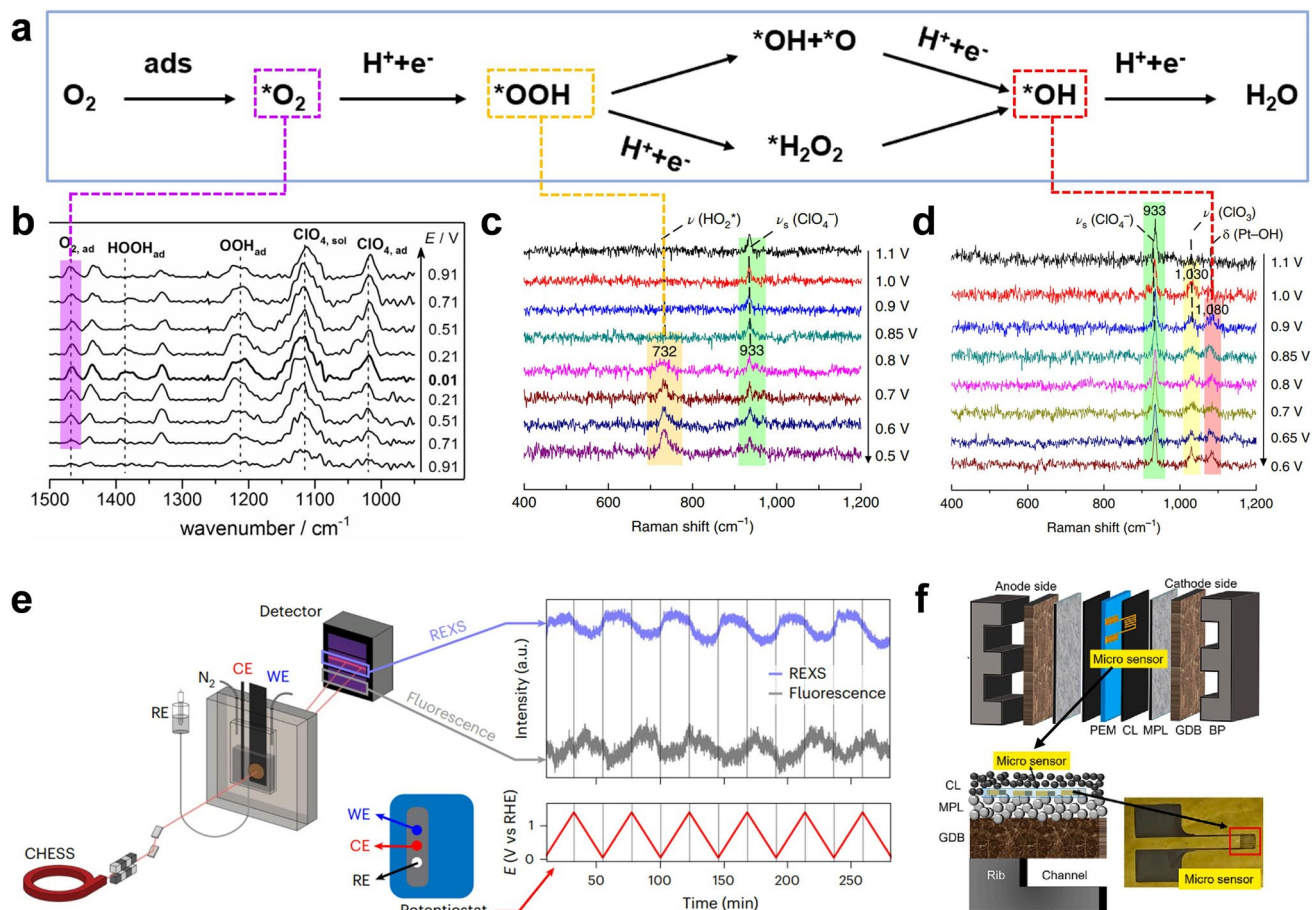 a
O₂
ads
*O₂
H⁺+e⁻
*OOH
*OH+*O
H⁺+e⁻
H⁺+e⁻
*H₂O₂
*OH
H⁺+e⁻
H₂O
b
O₂, ad
HOOHad
OOHad
ClO₄, sol
ClO₄, ad
E / V
0.91
0.71
0.51
0.21
0.01
0.21
0.51
0.71
0.91
1500 1400 1300 1200 1100 1000
wavenumber / cm⁻¹
c
ν (HO₂*)
νs (ClO₄⁻)
1.1 V
1.0 V
0.9 V
0.85 V
0.8 V
0.7 V
0.6 V
0.5 V
732
933
400 600 800 1,000 1,200
Raman shift (cm⁻¹)
d
νs (ClO₄⁻)
933
ν (ClO₃)
δ (Pt–OH)
1,030
1,080
1.1 V
1.0 V
0.9 V
0.85 V
0.8 V
0.7 V
0.65 V
0.6 V
400 600 800 1,000 1,200
Raman shift (cm⁻¹)
e
Detector
REXS
Fluorescence
N₂
CE
WE
RE
CHESS
WE
CE
RE
Potentiostat
Intensity (a.u.)
REXS
Fluorescence
E (V vs RHE)
1
0
50 100 150 200 250
Time (min)
f
Anode side
Cathode side
Micro sensor
PEM CL MPL GDB BP
Micro sensor
CL
MPL
GDB
Rib
Channel
Micro sensor